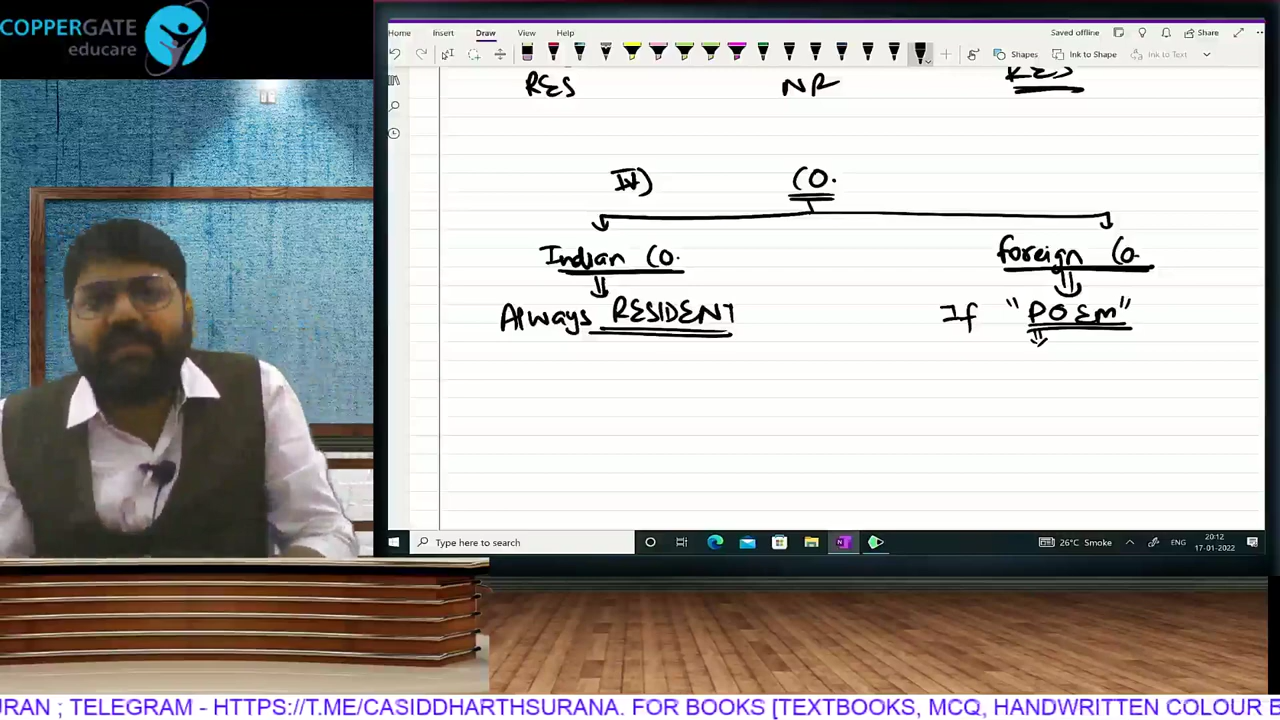 COPPERGATE
educare
Home Insert Draw View Help
Saved offline
Share
Shapes
Ink to Shape
Ink to Text
RES NR RES
IV) CO.
Indian CO. foreign CO.
Always RESIDENT If "POEM"
Type here to search
26°C Smoke
ENG
20:12
17-01-2022
URAN ; TELEGRAM - HTTPS://T.ME/CASIDDHARTHSURANA. FOR BOOKS [TEXTBOOKS, MCQ, HANDWRITTEN COLOUR B